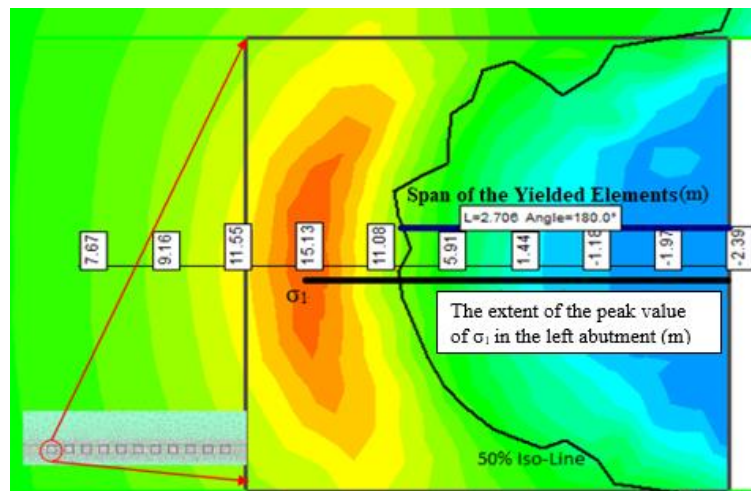 Span of the Yielded Elements(m)
L=2.706 Angle=180.0°
7.67
9.16
11.55
15.13
11.08
5.91
1.44
-1.18
-1.97
-2.39
σ1
The extent of the peak value
of σ1 in the left abutment (m)
50% Iso-Line